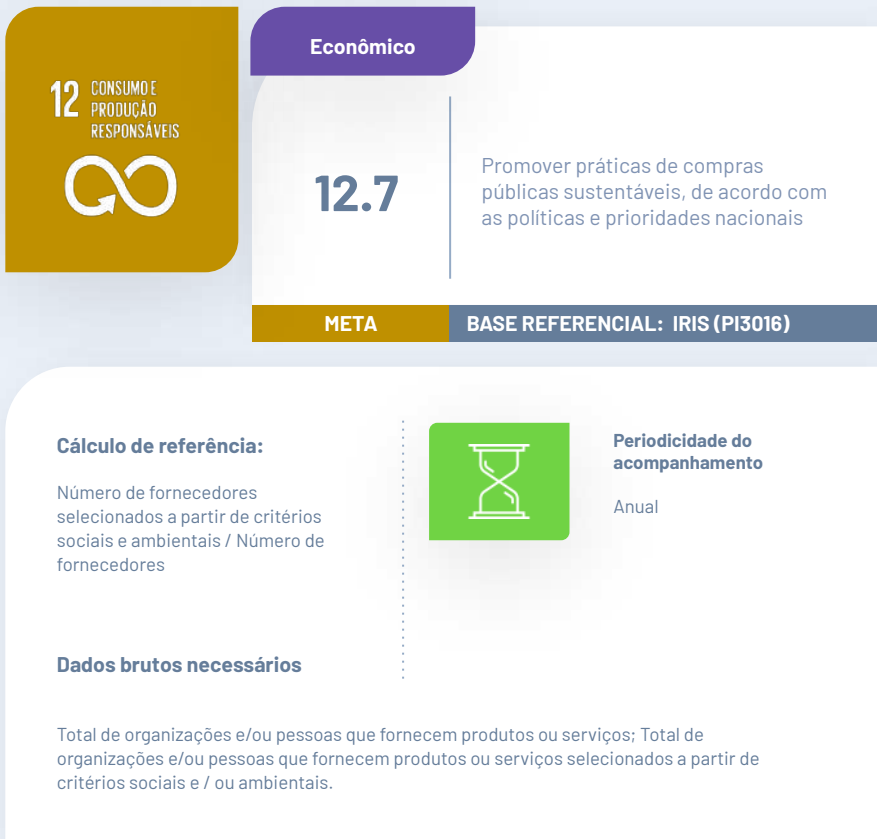 12 CONSUMO E
PRODUÇÃO
RESPONSÁVEIS
Econômico
12.7
Promover práticas de compras
públicas sustentáveis, de acordo com
as políticas e prioridades nacionais
META
BASE REFERENCIAL: IRIS (PI3016)
Cálculo de referência:
Número de fornecedores
selecionados a partir de critérios
sociais e ambientais / Número de
fornecedores
Periodicidade do
acompanhamento
Anual
Dados brutos necessários
Total de organizações e/ou pessoas que fornecem produtos ou serviços; Total de
organizações e/ou pessoas que fornecem produtos ou serviços selecionados a partir de
critérios sociais e / ou ambientais.